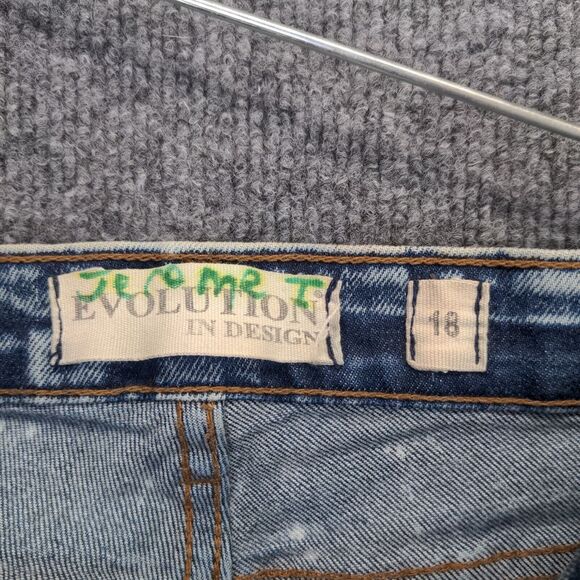 Jerome I
EVOLUTION®
IN DESIGN
18